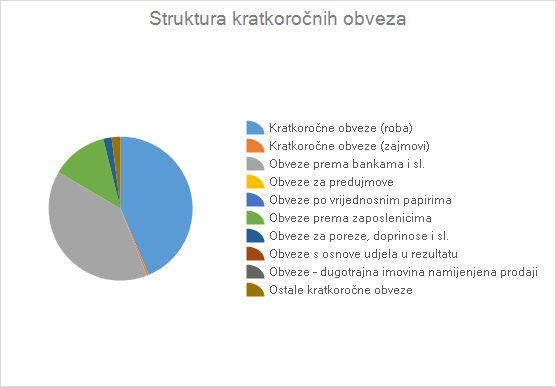 Struktura kratkoročnih obveza
Kratkoročne obveze (roba)
Kratkoročne obveze (zajmovi)
Obveze prema bankama i sl.
Obveze za predujmove
Obveze po vrijednosnim papirima
Obveze prema zaposlenicima
Obveze za poreze, doprinose i sl.
Obveze s osnove udjela u rezultatu
Obveze – dugotrajna imovina namijenjena prodaji
Ostale kratkoročne obveze